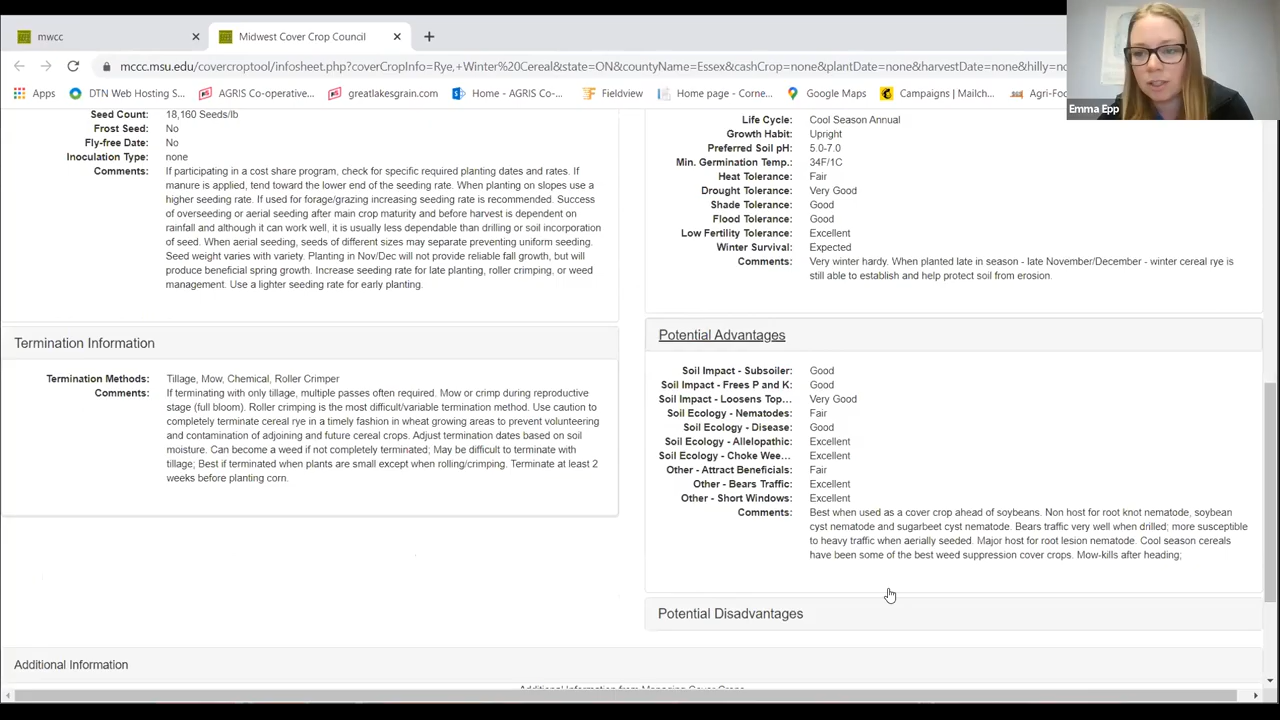 mwcc
Midwest Cover Crop Council
Emma Epp
mccc.msu.edu/covercroptool/infosheet.php?coverCropInfo=Rye,+Winter%20Cereal&state=ON&countyName=Essex&cashCrop=none&plantDate=none&harvestDate=none&hilly=no
Apps DTN Web Hosting S... AGRIS Co-operative... greatlakesgrain.com Home - AGRIS Co-... Fieldview Home page - Corne... Google Maps Campaigns | Mailch... Agri-Foo
Seed Count: 18,160 Seeds/lb
Frost Seed: No
Fly-free Date: No
Inoculation Type: none
Comments: If participating in a cost share program, check for specific required planting dates and rates. If
manure is applied, tend toward the lower end of the seeding rate. When planting on slopes use a
higher seeding rate. If used for forage/grazing increasing seeding rate is recommended. Success
of overseeding or aerial seeding after main crop maturity and before harvest is dependent on
rainfall and although it can work well, it is usually less dependable than drilling or soil incorporation
of seed. When aerial seeding, seeds of different sizes may separate preventing uniform seeding.
Seed weight varies with variety. Planting in Nov/Dec will not provide reliable fall growth, but will
produce beneficial spring growth. Increase seeding rate for late planting, roller crimping, or weed
management. Use a lighter seeding rate for early planting.
Termination Information
Termination Methods: Tillage, Mow, Chemical, Roller Crimper
Comments: If terminating with only tillage, multiple passes often required. Mow or crimp during reproductive
stage (full bloom). Roller crimping is the most difficult/variable termination method. Use caution to
completely terminate cereal rye in a timely fashion in wheat growing areas to prevent volunteering
and contamination of adjoining and future cereal crops. Adjust termination dates based on soil
moisture. Can become a weed if not completely terminated; May be difficult to terminate with
tillage; Best if terminated when plants are small except when rolling/crimping. Terminate at least 2
weeks before planting corn.
Life Cycle: Cool Season Annual
Growth Habit: Upright
Preferred Soil pH: 5.0-7.0
Min. Germination Temp.: 34F/1C
Heat Tolerance: Fair
Drought Tolerance: Very Good
Shade Tolerance: Good
Flood Tolerance: Good
Low Fertility Tolerance: Excellent
Winter Survival: Expected
Comments: Very winter hardy. When planted late in season - late November/December - winter cereal rye is
still able to establish and help protect soil from erosion.
Potential Advantages
Soil Impact - Subsoiler: Good
Soil Impact - Frees P and K: Good
Soil Impact - Loosens Top... Very Good
Soil Ecology - Nematodes: Fair
Soil Ecology - Disease: Good
Soil Ecology - Allelopathic: Excellent
Soil Ecology - Choke Wee... Excellent
Other - Attract Beneficials: Fair
Other - Bears Traffic: Excellent
Other - Short Windows: Excellent
Comments: Best when used as a cover crop ahead of soybeans. Non host for root knot nematode, soybean
cyst nematode and sugarbeet cyst nematode. Bears traffic very well when drilled; more susceptible
to heavy traffic when aerially seeded. Major host for root lesion nematode. Cool season cereals
have been some of the best weed suppression cover crops. Mow-kills after heading;
Potential Disadvantages
Additional Information
Additional Information from Managing Cover Crops